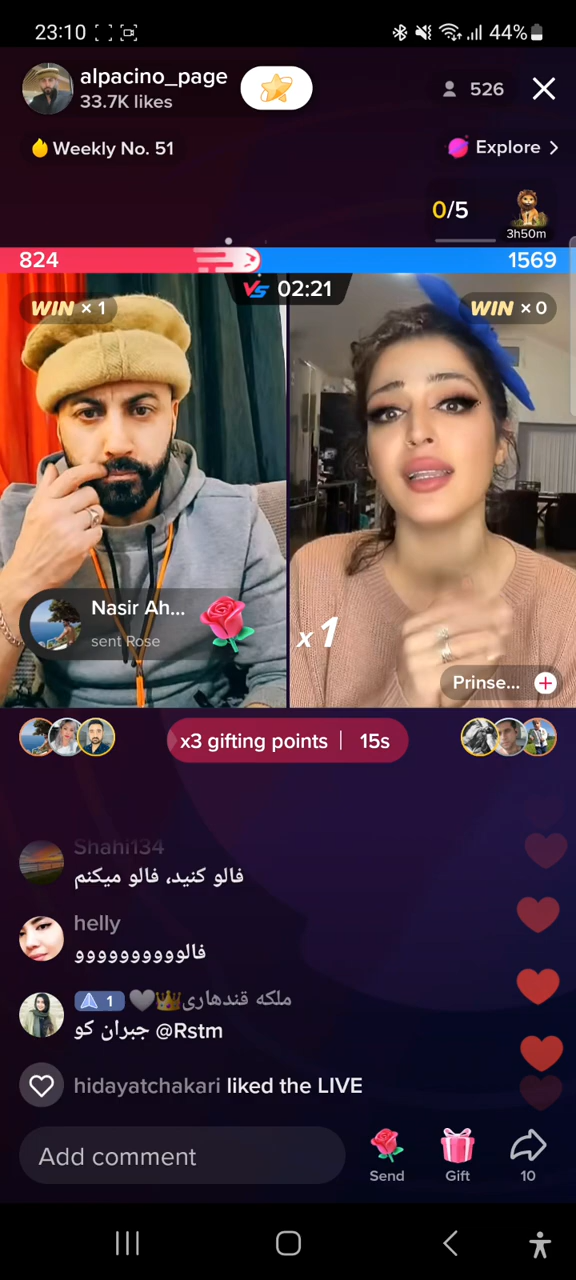 23:10
44%
alpacino_page
33.7K likes
526
Weekly No. 51
Explore
0/5
3h50m
824
1569
VS 02:21
WIN × 1
WIN × 0
Nasir Ah...
sent Rose
x1
Prinse...
x3 gifting points | 15s
Shahi134
فالو کنید، فالو میکنم
helly
فالوووووووووو
1 ملکه قندهاری👑🤍
@Rstm جبران کو
hidayatchakari liked the LIVE
Add comment
Send
Gift
10